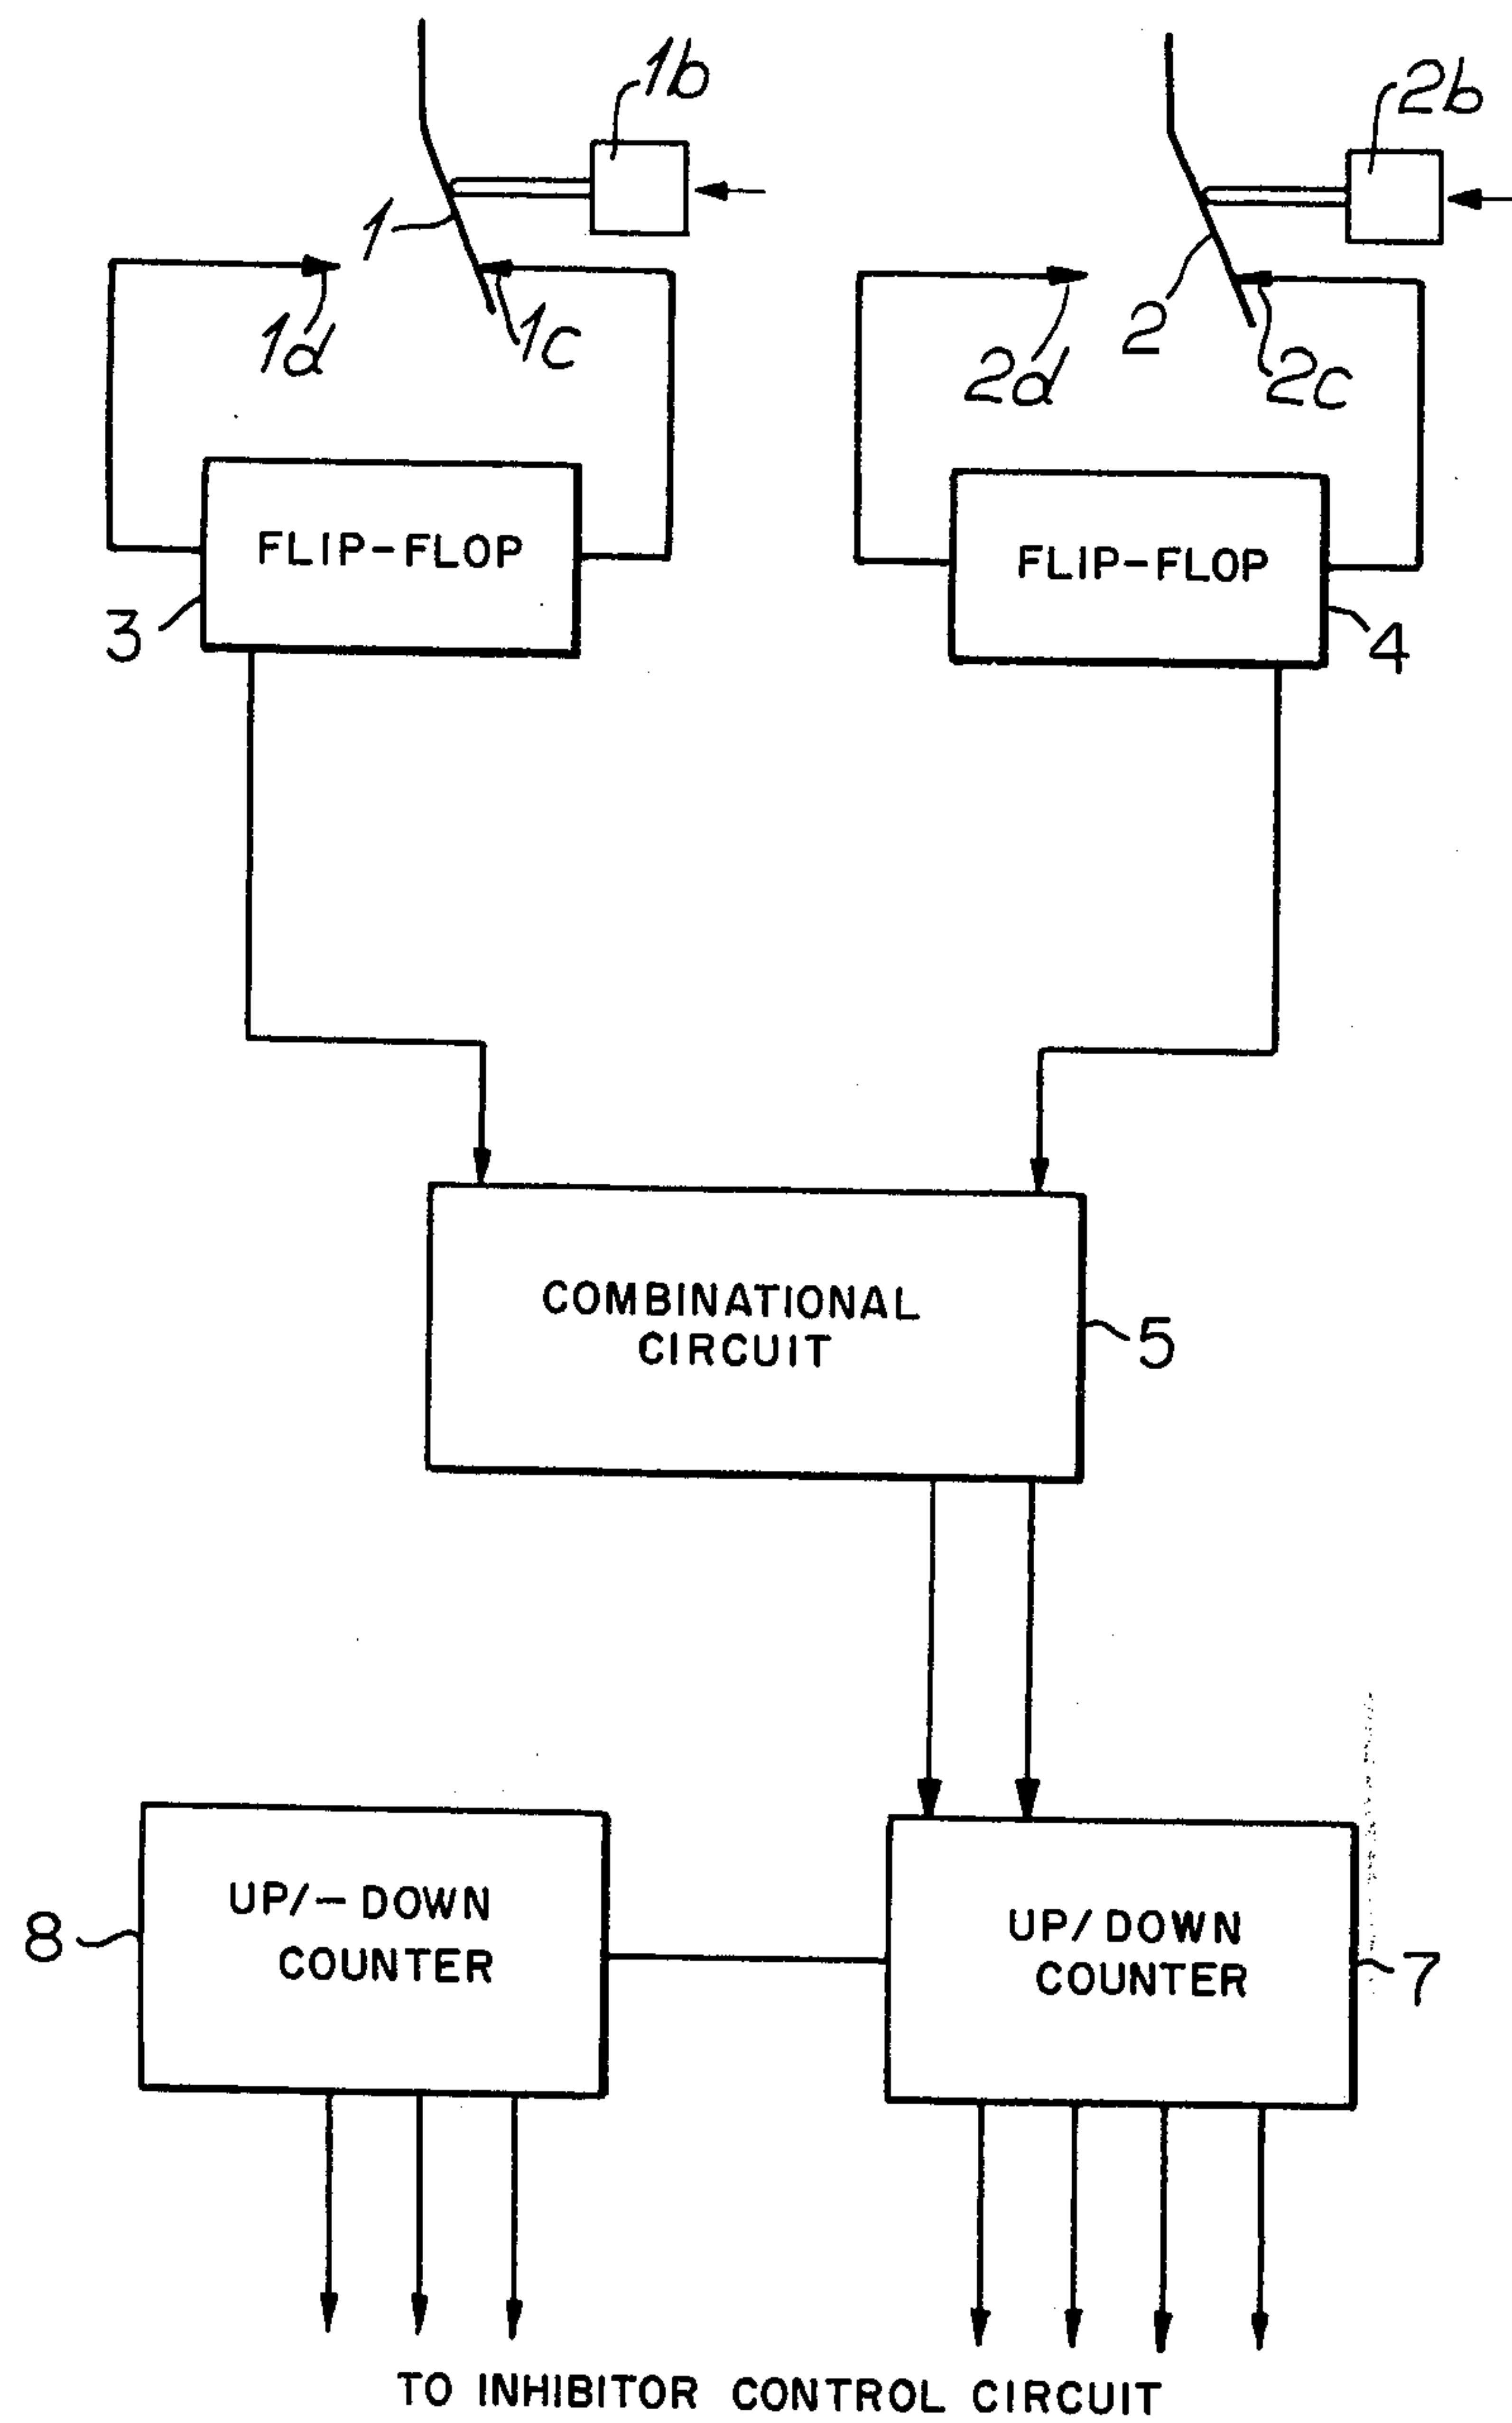 1b
2b
1
1d
1c
2d
2
2c
FLIP-FLOP
FLIP-FLOP
3
4
COMBINATIONAL
CIRCUIT
5
UP/-DOWN
COUNTER
8
UP/DOWN
COUNTER
7
TO INHIBITOR CONTROL CIRCUIT